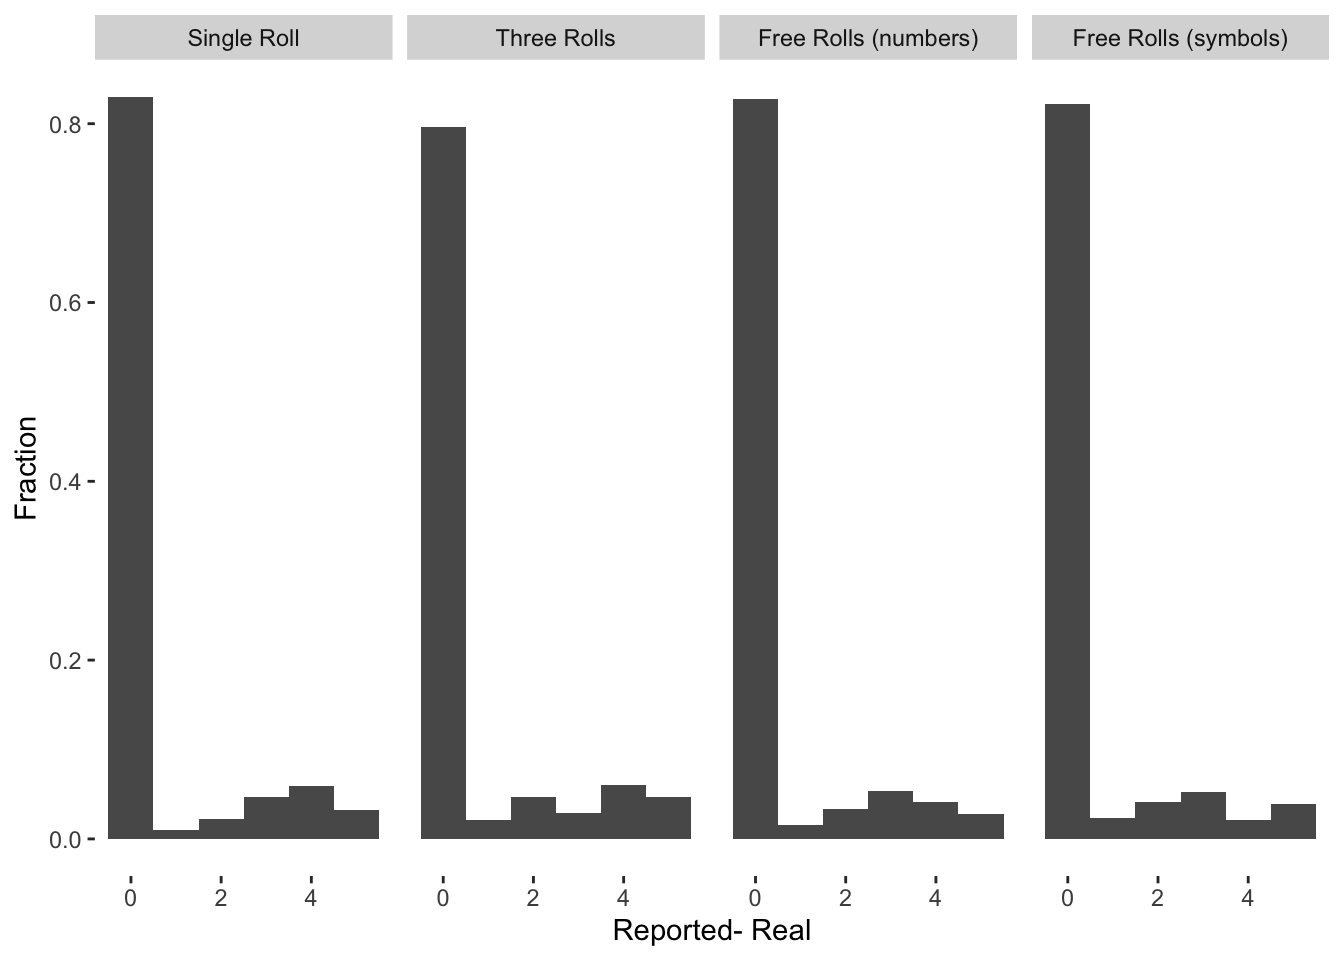 Single Roll
Three Rolls
Free Rolls (numbers)
Free Rolls (symbols)
0.8
0.6
0.4
0.2
0.0
Fraction
0 2 4
0 2 4
0 2 4
0 2 4
Reported- Real